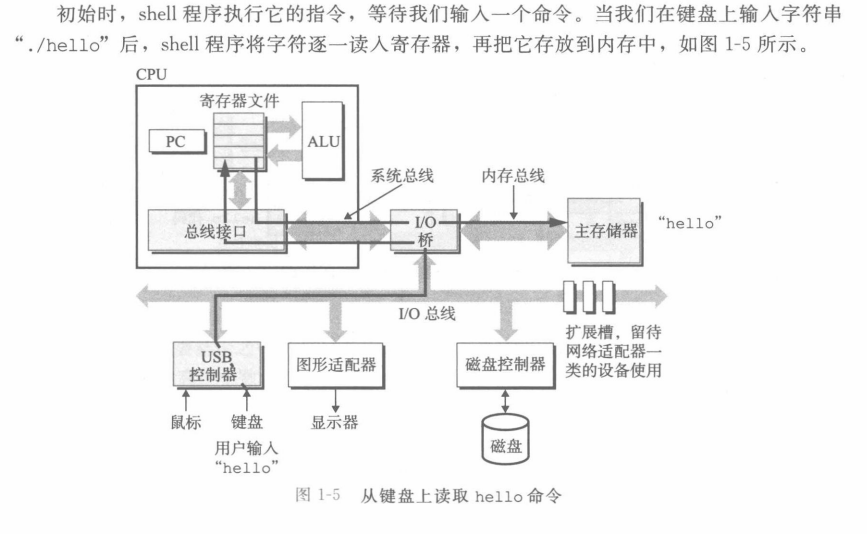 初始时，shell 程序执行它的指令，等待我们输入一个命令。当我们在键盘上输入字符串
“./hello”后，shell 程序将字符逐一读入寄存器，再把它存放到内存中，如图 1-5 所示。
CPU
寄存器文件
PC
ALU
系统总线
内存总线
总线接口
I/O
桥
主存储器
“hello”
I/O 总线
扩展槽，留待
网络适配器一
类的设备使用
USB
控制器
图形适配器
磁盘控制器
鼠标
键盘
显示器
用户输入
“hello”
磁盘
图 1-5 从键盘上读取 hello 命令